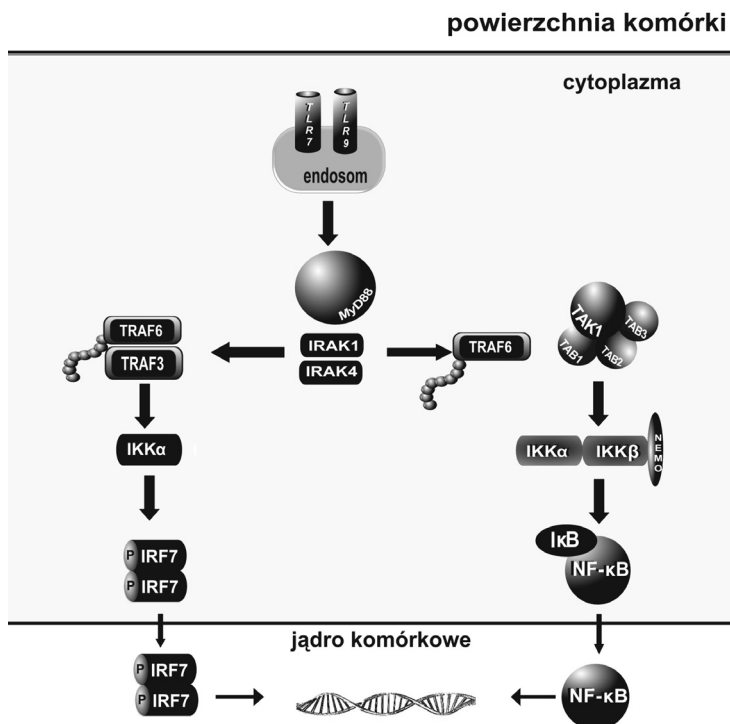 powierzchnia komórki
cytoplazma
TLR7
TLR9
endosom
MyD88
IRAK1
IRAK4
TRAF6
TRAF3
TRAF6
TAK1
TAB1
TAB2
TAB3
IKKα
IKKα
IKKβ
NEMO
P IRF7
P IRF7
IκB
NF-κB
jądro komórkowe
P IRF7
P IRF7
NF-κB